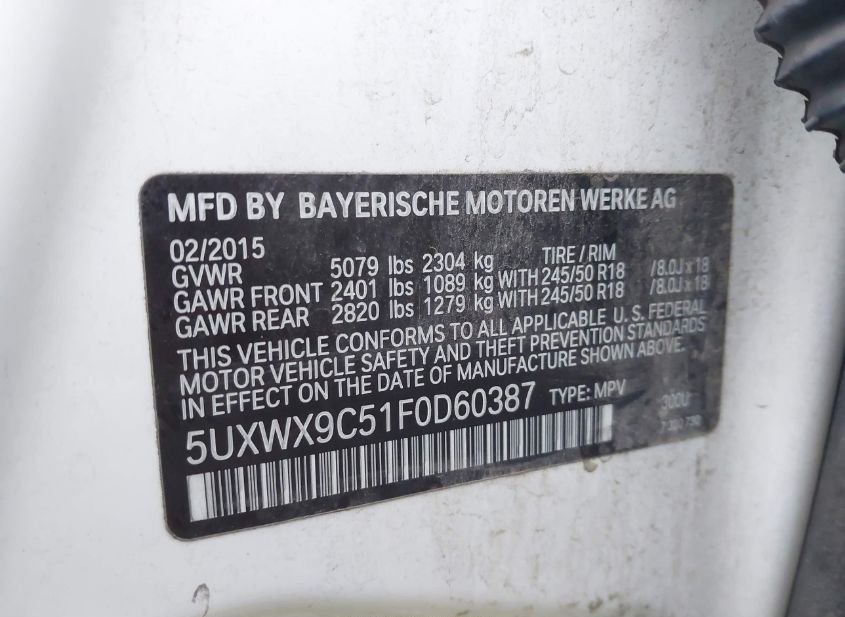 MFD BY BAYERISCHE MOTOREN WERKE AG
02/2015 TIRE / RIM
GVWR 5079 lbs 2304 kg
GAWR FRONT 2401 lbs 1089 kg WITH 245/50 R18 /8.0J x 18
GAWR REAR 2820 lbs 1279 kg WITH 245/50 R18 /8.0J x 18
THIS VEHICLE CONFORMS TO ALL APPLICABLE U.S. FEDERAL
MOTOR VEHICLE SAFETY AND THEFT PREVENTION STANDARDS
IN EFFECT ON THE DATE OF MANUFACTURE SHOWN ABOVE.
5UXWX9C51F0D60387 TYPE: MPV 300U